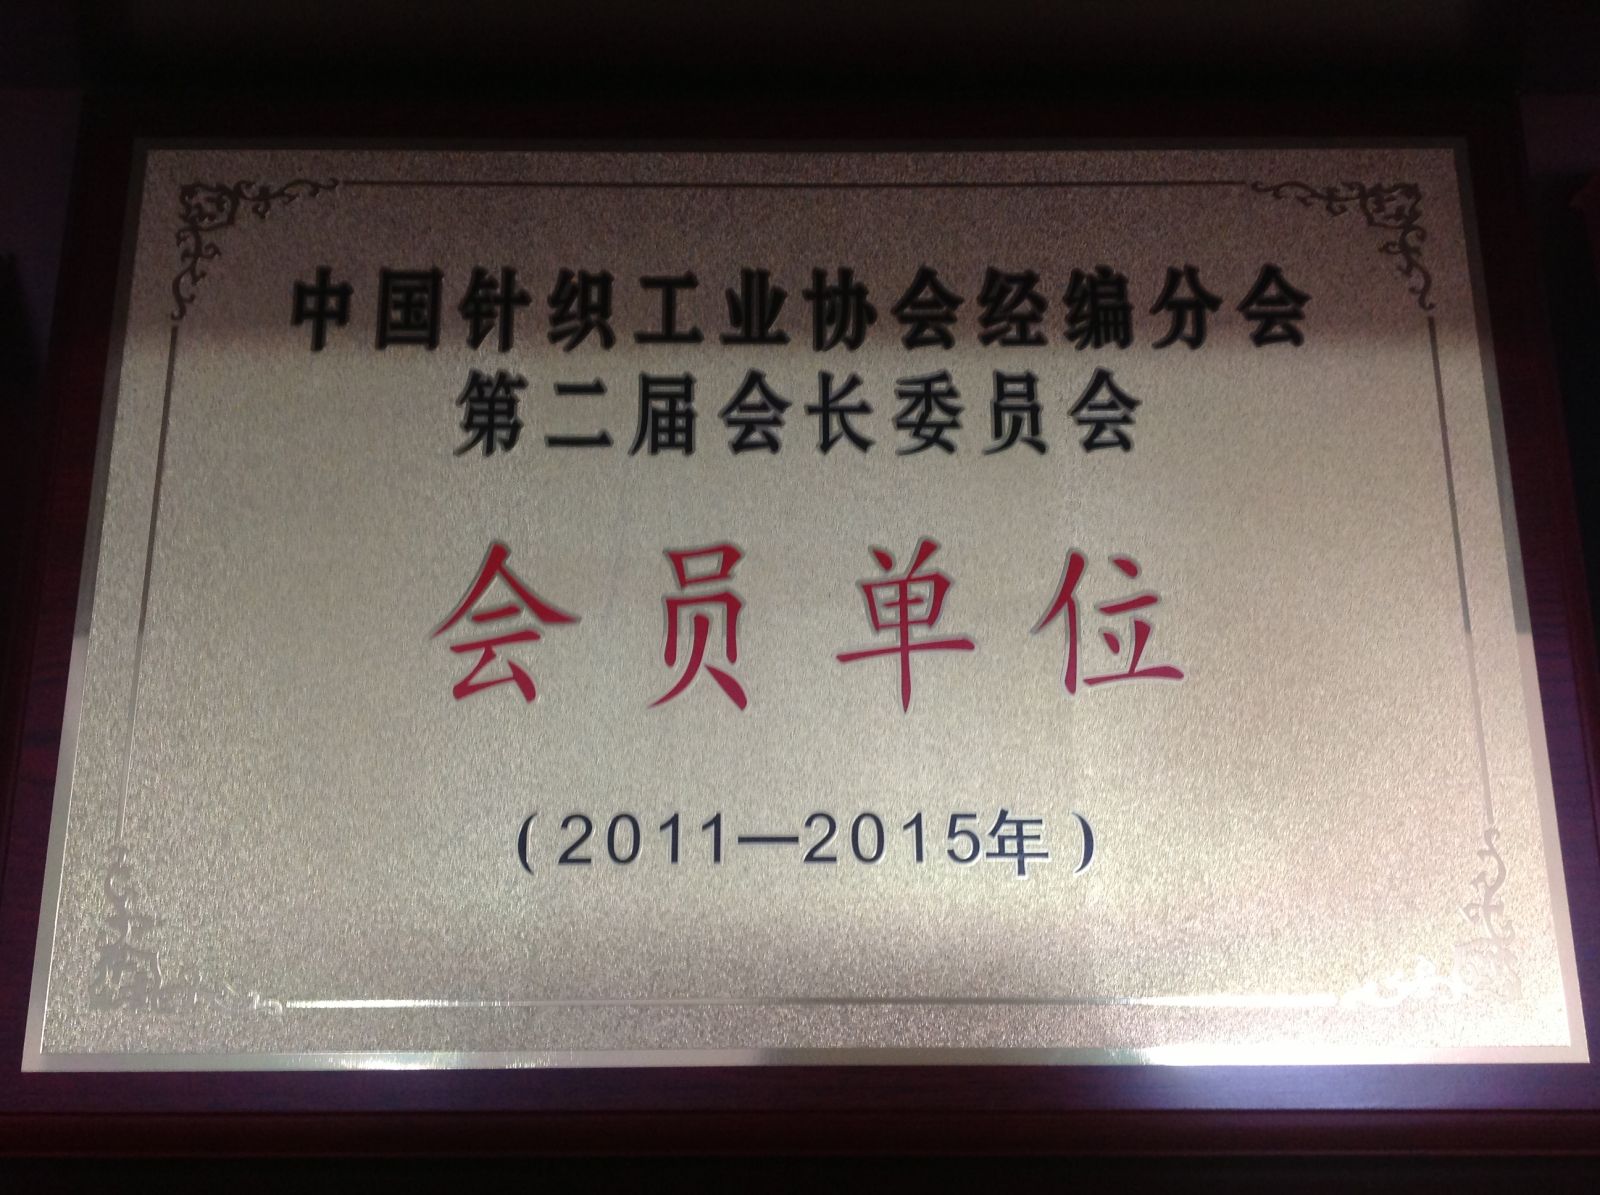 中国针织工业协会经编分会
第二届会长委员会
会员单位
（2011—2015年）